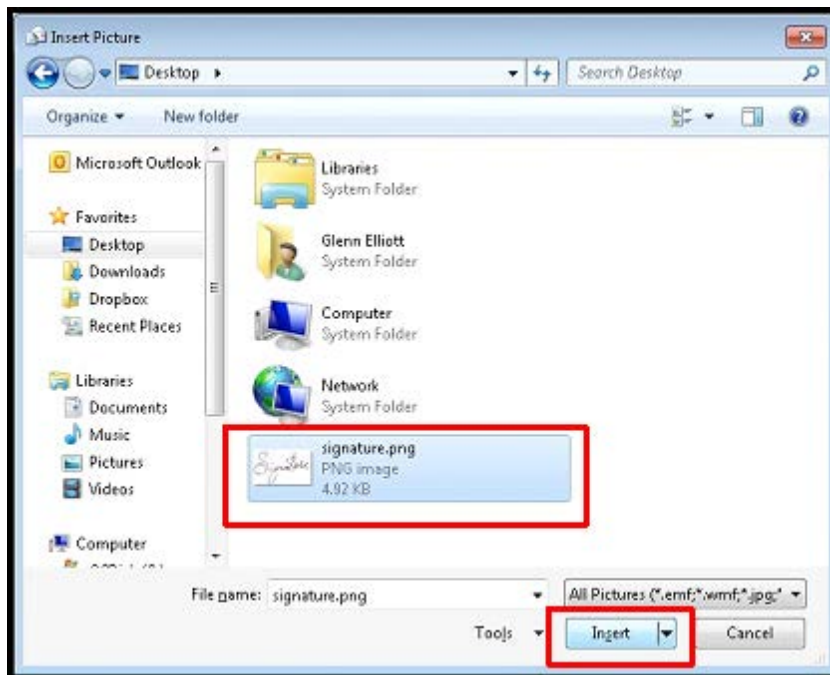 Insert Picture
Desktop
Search Desktop
Organize
New folder
Microsoft Outlook
Favorites
Desktop
Downloads
Dropbox
Recent Places
Libraries
Documents
Music
Pictures
Videos
Computer
Libraries
System Folder
Glenn Elliott
System Folder
Computer
System Folder
Network
System Folder
Signature
signature.png
PNG image
4.92 KB
File name: signature.png
All Pictures (*.emf;*.wmf;*.jpg;*
Tools
Insert
Cancel